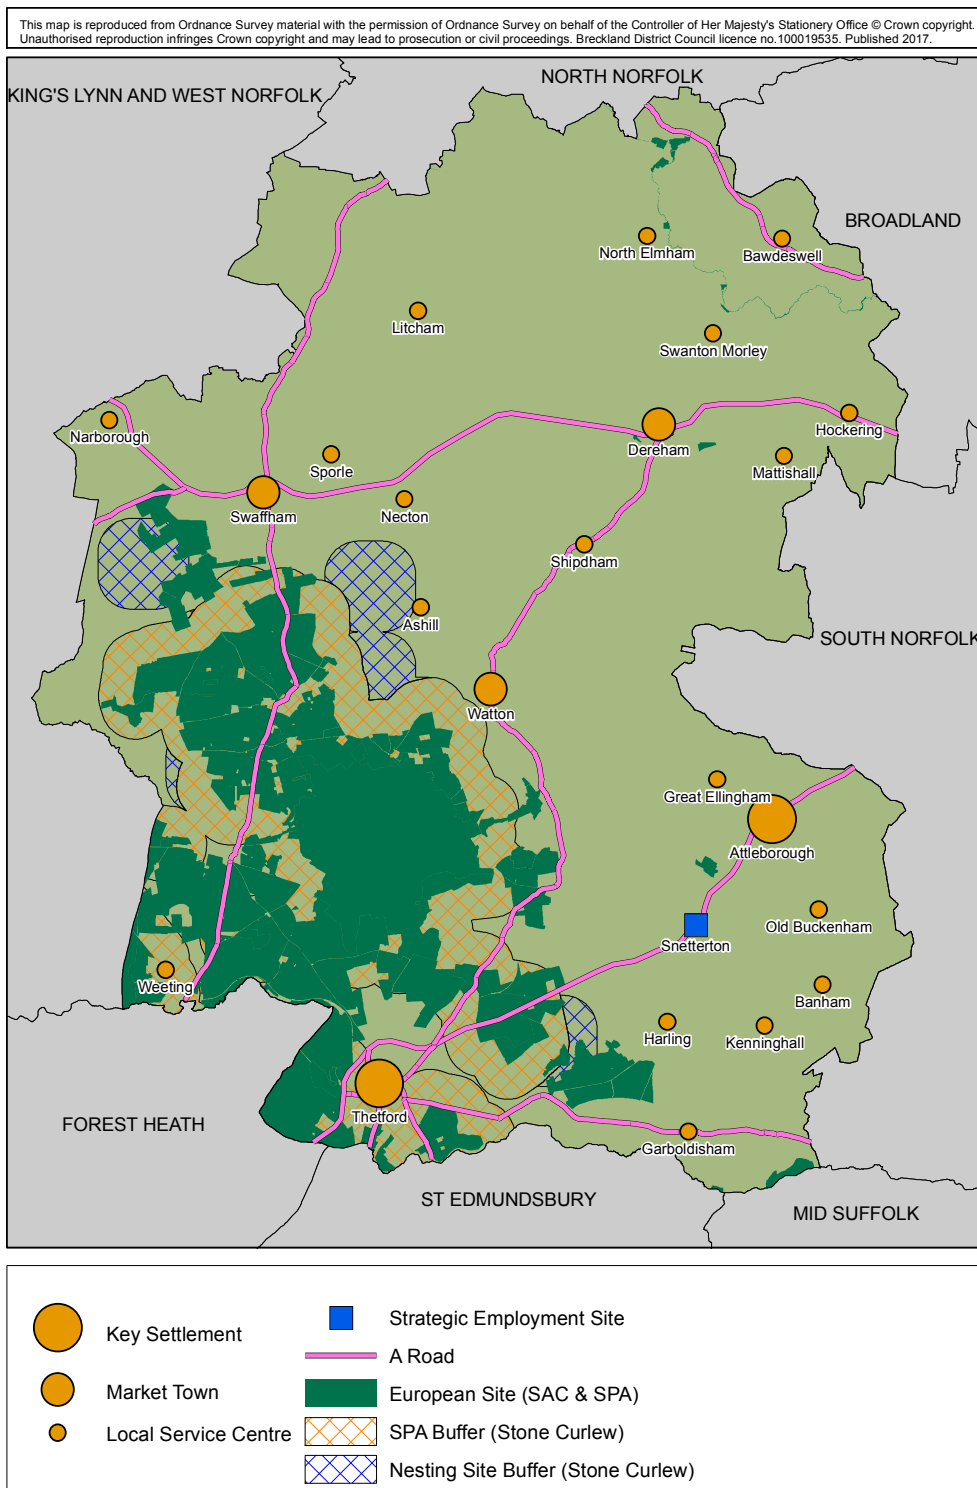 This map is reproduced from Ordnance Survey material with the permission of Ordnance Survey on behalf of the Controller of Her Majesty's Stationery Office © Crown copyright.
Unauthorised reproduction infringes Crown copyright and may lead to prosecution or civil proceedings. Breckland District Council licence no.100019535. Published 2017.
NORTH NORFOLK
KING'S LYNN AND WEST NORFOLK
BROADLAND
North Elmham
Bawdeswell
Litcham
Swanton Morley
Narborough
Hockering
Dereham
Sporle
Mattishall
Swaffham
Necton
Shipdham
Ashill
SOUTH NORFOLK
Watton
Great Ellingham
Attleborough
Old Buckenham
Snetterton
Weeting
Banham
Harling
Kenninghall
Thetford
FOREST HEATH
Garboldisham
ST EDMUNDSBURY
MID SUFFOLK
Key Settlement
Market Town
Local Service Centre
Strategic Employment Site
A Road
European Site (SAC & SPA)
SPA Buffer (Stone Curlew)
Nesting Site Buffer (Stone Curlew)